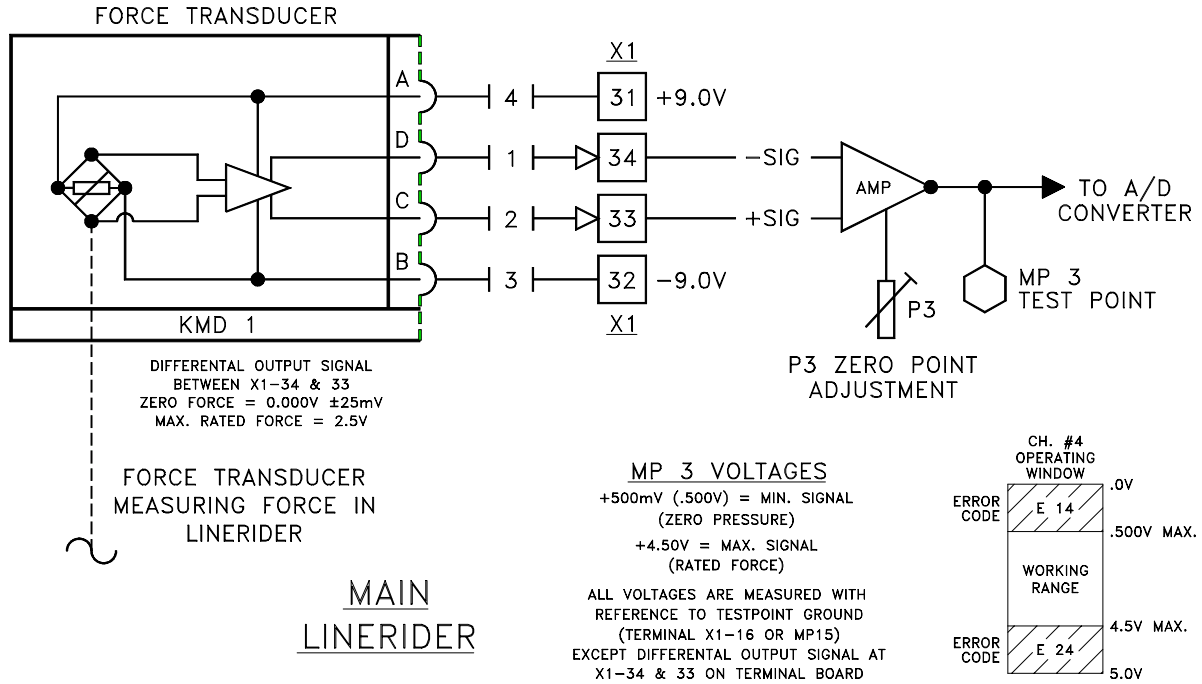 FORCE TRANSDUCER
X1
A
4
31
+9.0V
D
1
34
−SIG
AMP
TO A/D
CONVERTER
C
2
33
+SIG
B
3
32
−9.0V
X1
KMD 1
P3
MP 3
TEST POINT
P3 ZERO POINT
ADJUSTMENT
DIFFERENTAL OUTPUT SIGNAL
BETWEEN X1−34 & 33
ZERO FORCE = 0.000V ±25mV
MAX. RATED FORCE = 2.5V
FORCE TRANSDUCER
MEASURING FORCE IN
LINERIDER
MAIN
LINERIDER
MP 3 VOLTAGES
+500mV (.500V) = MIN. SIGNAL
(ZERO PRESSURE)
+4.50V = MAX. SIGNAL
(RATED FORCE)
ALL VOLTAGES ARE MEASURED WITH
REFERENCE TO TESTPOINT GROUND
(TERMINAL X1−16 OR MP15)
EXCEPT DIFFERENTAL OUTPUT SIGNAL AT
X1−34 & 33 ON TERMINAL BOARD
CH. #4
OPERATING
WINDOW
.0V
ERROR
CODE
E 14
.500V MAX.
WORKING
RANGE
4.5V MAX.
ERROR
CODE
E 24
5.0V